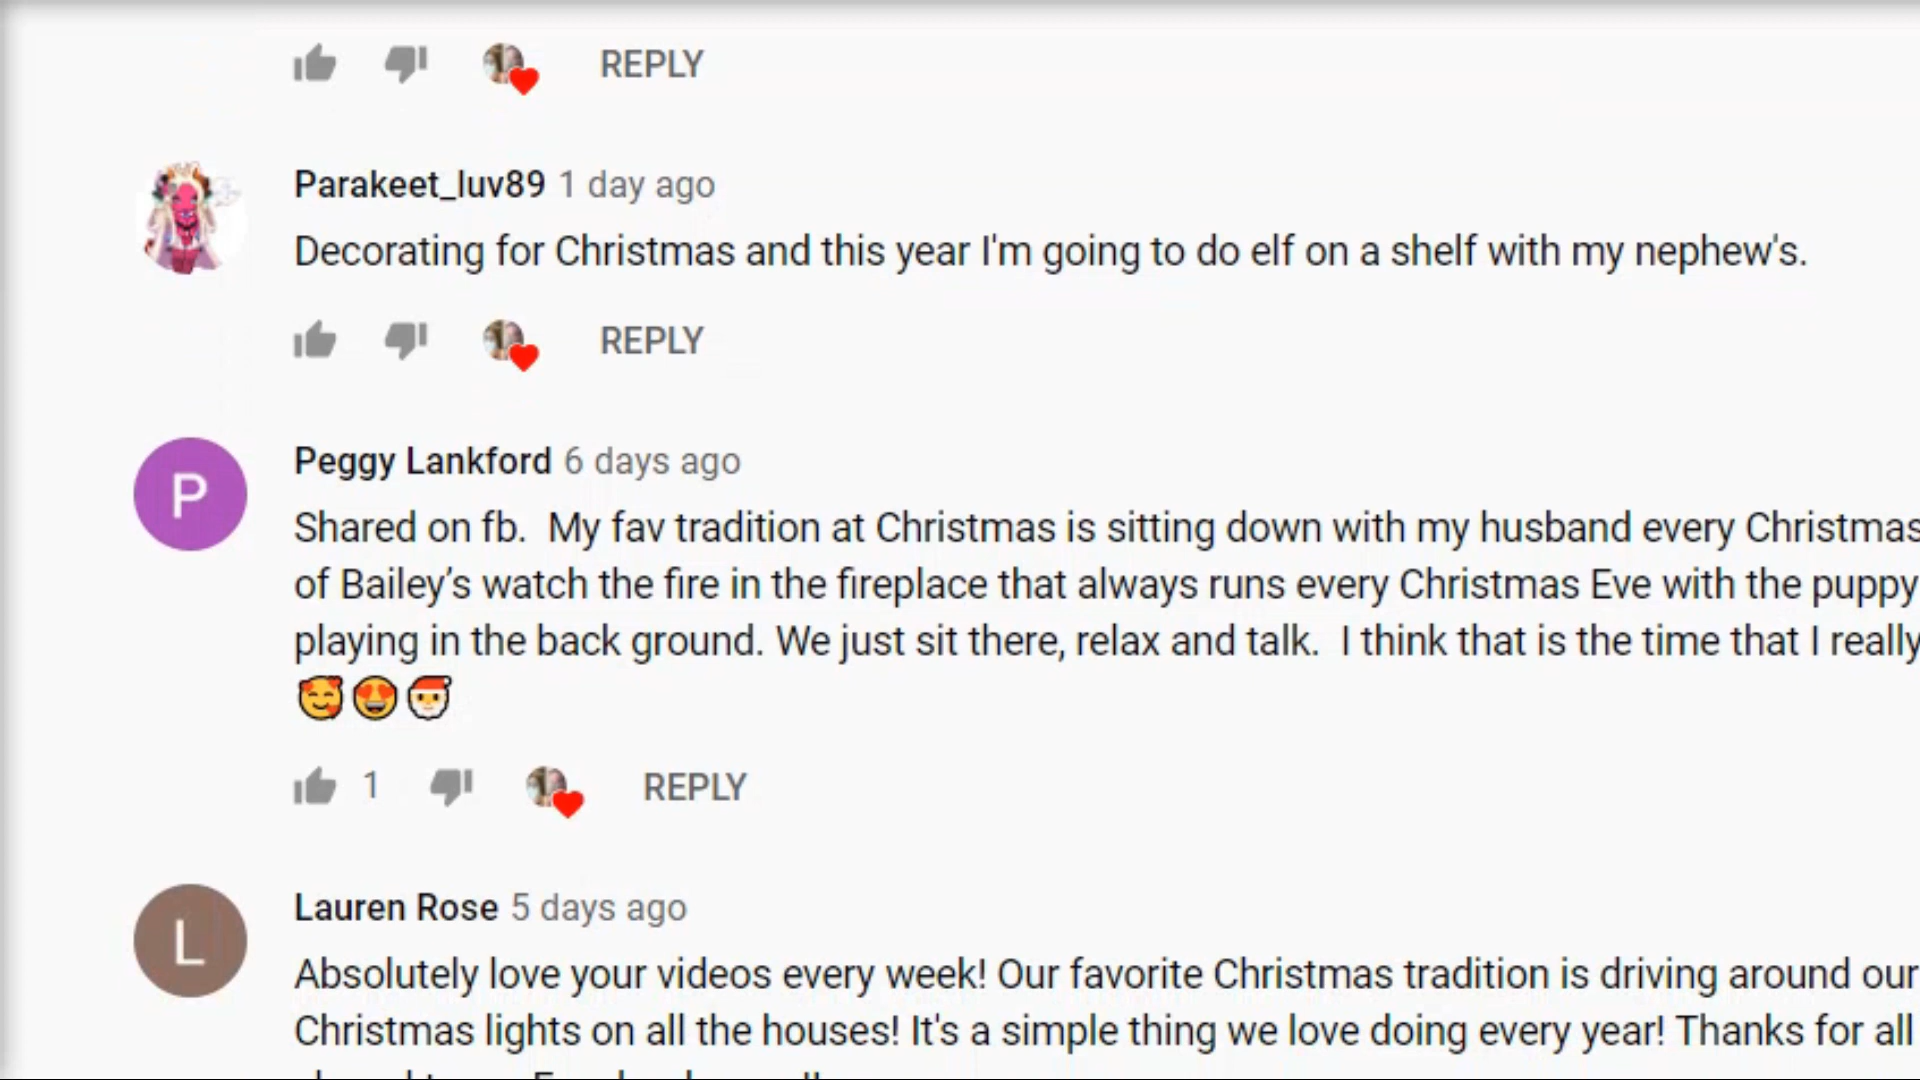 REPLY
Parakeet_luv89 1 day ago
Decorating for Christmas and this year I'm going to do elf on a shelf with my nephew's.
REPLY
P
Peggy Lankford 6 days ago
Shared on fb.  My fav tradition at Christmas is sitting down with my husband every Christmas
of Bailey’s watch the fire in the fireplace that always runs every Christmas Eve with the puppy
playing in the back ground. We just sit there, relax and talk.  I think that is the time that I really
🥰😍🎅
1 REPLY
L
Lauren Rose 5 days ago
Absolutely love your videos every week! Our favorite Christmas tradition is driving around our
Christmas lights on all the houses! It's a simple thing we love doing every year! Thanks for all